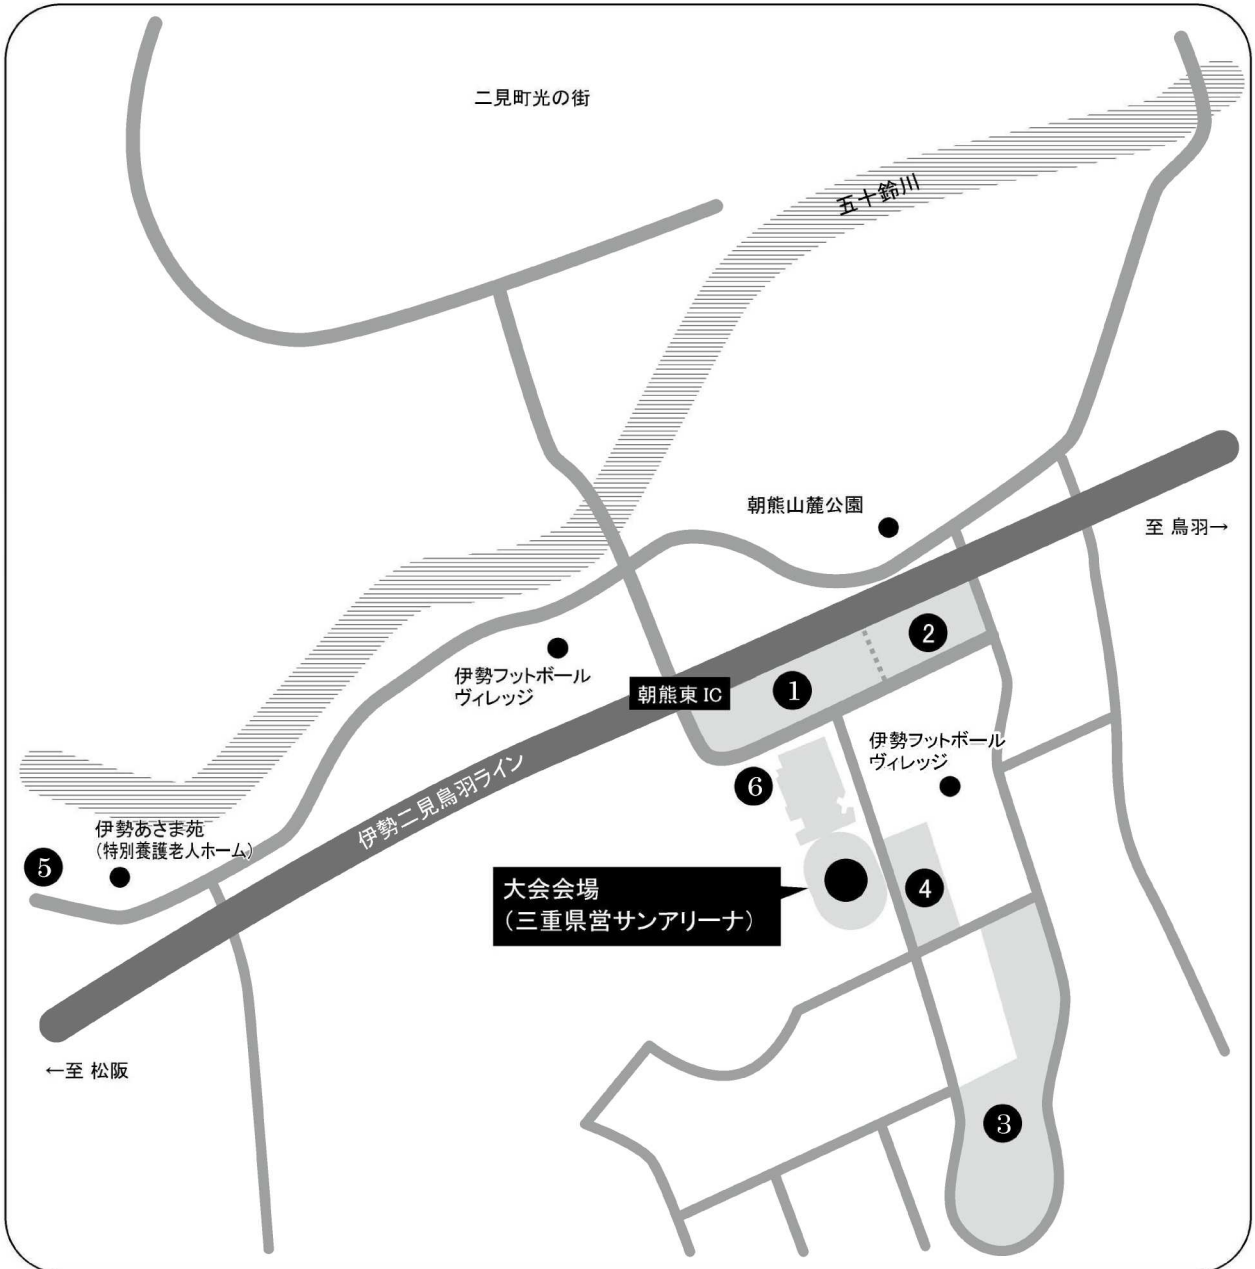 二見町光の街
五十鈴川
朝熊山麓公園
至 鳥羽→
2
伊勢フットボール
ヴィレッジ
朝熊東 IC
1
伊勢フットボール
ヴィレッジ
6
伊勢二見鳥羽ライン
伊勢あさま苑
(特別養護老人ホーム)
5
大会会場
(三重県営サンアリーナ)
4
←至 松阪
3